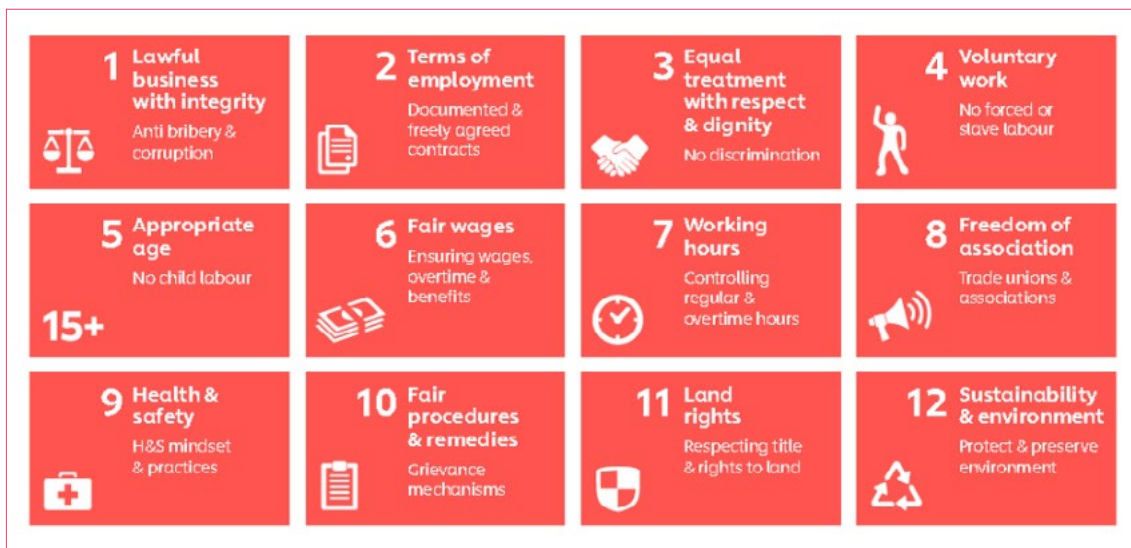 1 Lawful
business
with integrity
Anti bribery &
corruption
2 Terms of
employment
Documented &
freely agreed
contracts
3 Equal
treatment
with respect
& dignity
No discrimination
4 Voluntary
work
No forced or
slave labour
5 Appropriate
age
No child labour
15+
6 Fair wages
Ensuring wages,
overtime &
benefits
7 Working
hours
Controlling
regular &
overtime hours
8 Freedom of
association
Trade unions &
associations
9 Health &
safety
H&S mindset
& practices
10 Fair
procedures
& remedies
Grievance
mechanisms
11 Land
rights
Respecting title
& rights to land
12 Sustainability
& environment
Protect & preserve
environment